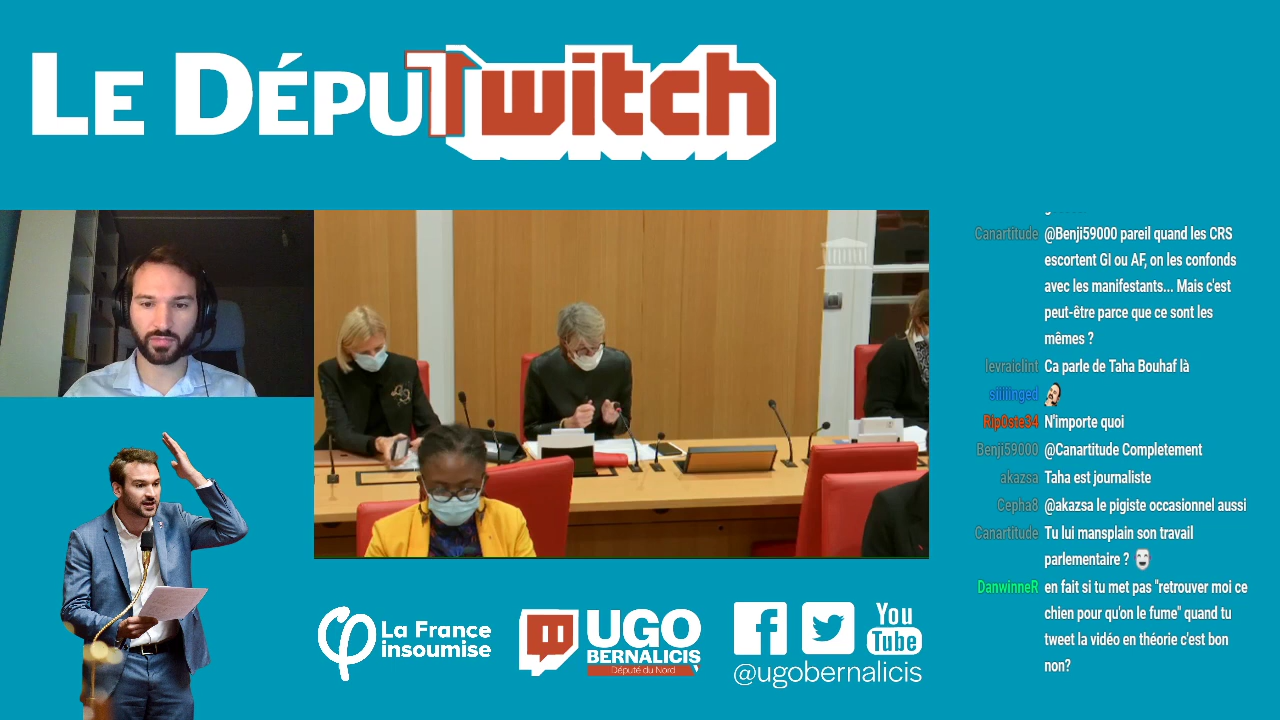 LE DÉPUTwitch
Canartitude @Benji59000 pareil quand les CRS
escortent GI ou AF, on les confonds
avec les manifestants... Mais c'est
peut-être parce que ce sont les
mêmes ?
levraiclint Ca parle de Taha Bouhaf là
siiiiinged
RipOste34 N'importe quoi
Benji59000 @Canartitude Completement
akazsa Taha est journaliste
Cepha8 @akazsa le pigiste occasionnel aussi
Canartitude Tu lui mansplain son travail
parlementaire ?
DanwinneR en fait si tu met pas "retrouver moi ce
chien pour qu'on le fume" quand tu
tweet la vidéo en théorie c'est bon
non?
La France
insoumise
UGO
BERNALICIS
Député du Nord
You
Tube
@ugobernalicis